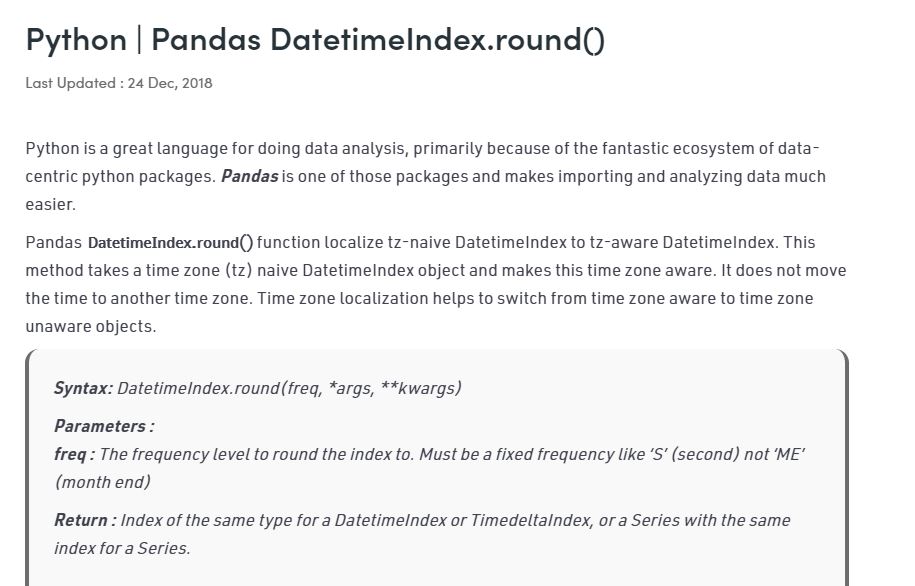 Python | Pandas DatetimeIndex.round()
Last Updated : 24 Dec, 2018
Python is a great language for doing data analysis, primarily because of the fantastic ecosystem of data-
centric python packages. Pandas is one of those packages and makes importing and analyzing data much
easier.
Pandas DatetimeIndex.round() function localize tz-naive DatetimeIndex to tz-aware DatetimeIndex. This
method takes a time zone (tz) naive DatetimeIndex object and makes this time zone aware. It does not move
the time to another time zone. Time zone localization helps to switch from time zone aware to time zone
unaware objects.
Syntax: DatetimeIndex.round(freq, *args, **kwargs)
Parameters :
freq : The frequency level to round the index to. Must be a fixed frequency like ‘S’ (second) not ‘ME’
(month end)
Return : Index of the same type for a DatetimeIndex or TimedeltaIndex, or a Series with the same
index for a Series.